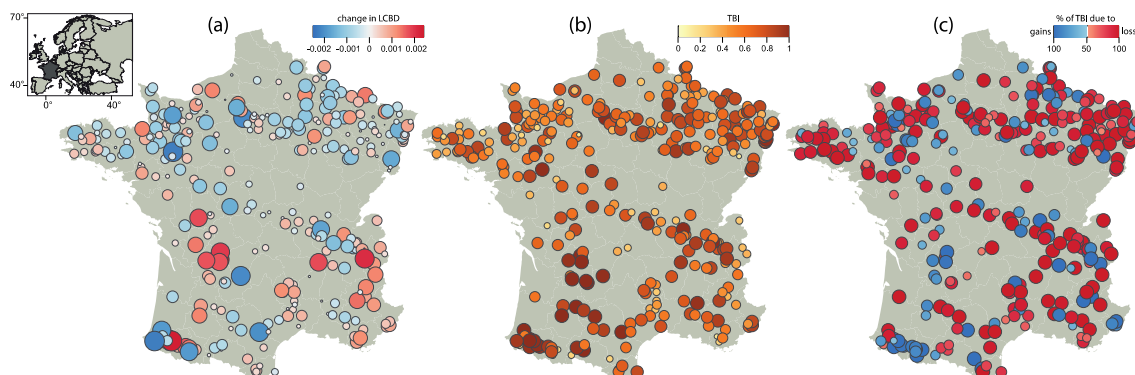 70°
40°
0° 40°
(a)
change in LCBD
-0.002 -0.001 0 0.001 0.002
(b)
TBI
0 0.2 0.4 0.6 0.8 1
(c)
% of TBI due to
gains loss
100 50 100